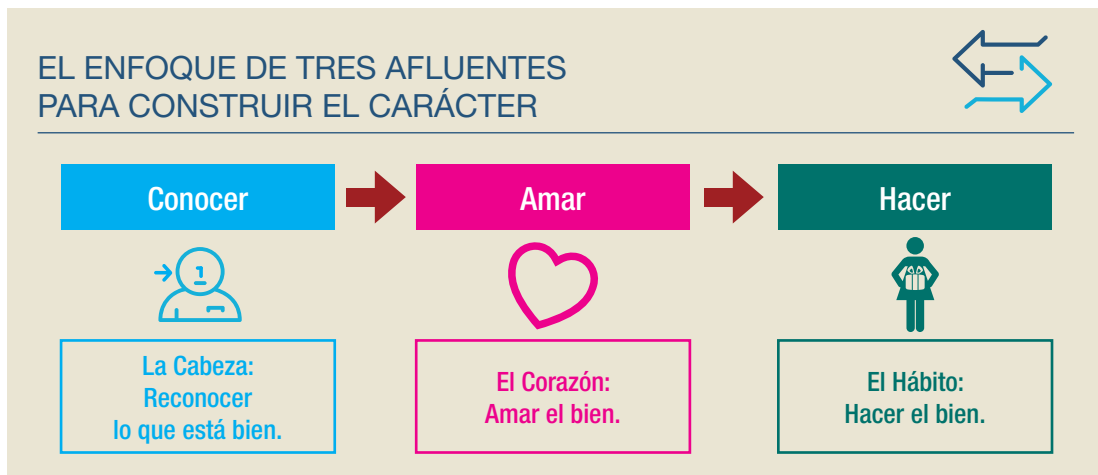 EL ENFOQUE DE TRES AFLUENTES
PARA CONSTRUIR EL CARÁCTER
Conocer
Amar
Hacer
La Cabeza:
Reconocer
lo que está bien.
El Corazón:
Amar el bien.
El Hábito:
Hacer el bien.